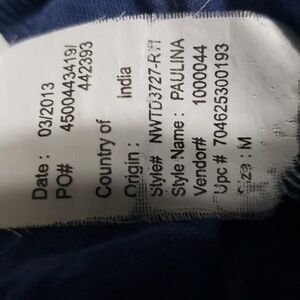 Date : 03/2013
PO# 4500443419/
442393
Country of
Origin : India
Style# NWTD3727-R11
Style Name : PAULINA
Vendor# 1000044
Upc # 704625300193
Size : M